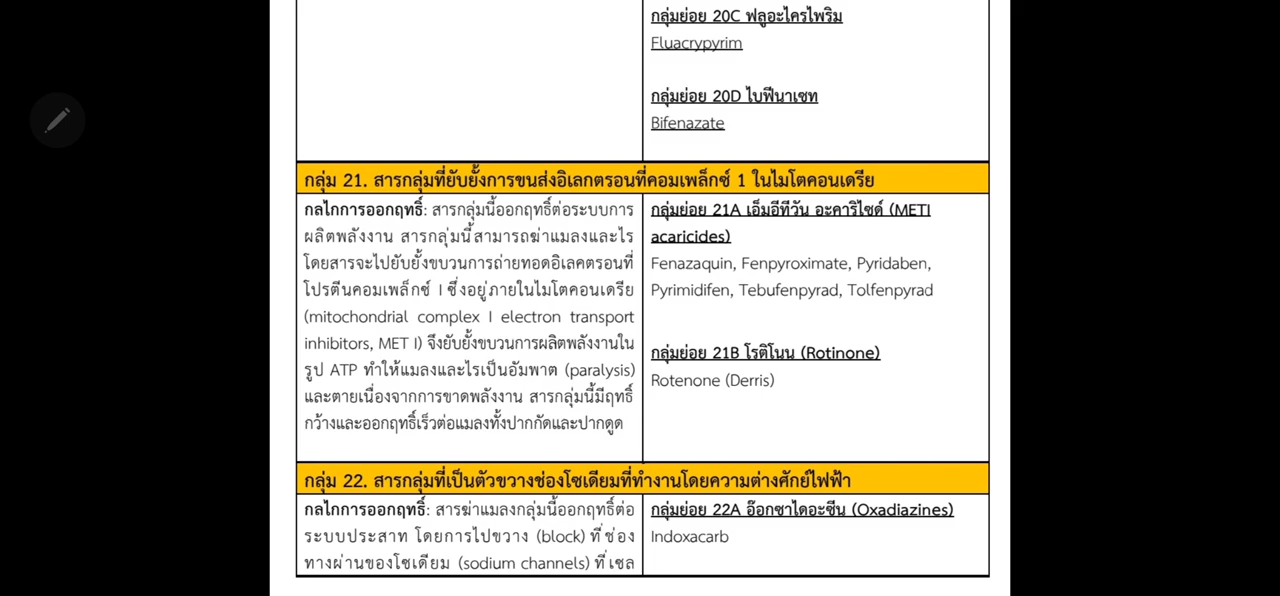 กลุ่มย่อย 20C ฟลูอะไครไพริม
Fluacrypyrim
กลุ่มย่อย 20D ไบฟีนาเซท
Bifenazate
กลุ่ม 21. สารกลุ่มที่ยับยั้งการขนส่งอิเลกตรอนที่คอมเพล็กซ์ 1 ในไมโตคอนเดรีย
กลไกการออกฤทธิ์: สารกลุ่มนี้ออกฤทธิ์ต่อระบบการ
ผลิตพลังงาน สารกลุ่มนี้สามารถฆ่าแมลงและไร
โดยสารจะไปยับยั้งขบวนการถ่ายทอดอิเลคตรอนที่
โปรตีนคอมเพล็กซ์ I ซึ่งอยู่ภายในไมโตคอนเดรีย
(mitochondrial complex I electron transport
inhibitors, MET I) จึงยับยั้งขบวนการผลิตพลังงานใน
รูป ATP ทำให้แมลงและไรเป็นอัมพาต (paralysis)
และตายเนื่องจากการขาดพลังงาน สารกลุ่มนี้มีฤทธิ์
กว้างและออกฤทธิ์เร็วต่อแมลงทั้งปากกัดและปากดูด
กลุ่มย่อย 21A เอ็มอีทีวัน อะคาริไซด์ (METI
acaricides)
Fenazaquin, Fenpyroximate, Pyridaben,
Pyrimidifen, Tebufenpyrad, Tolfenpyrad
กลุ่มย่อย 21B โรติโนน (Rotinone)
Rotenone (Derris)
กลุ่ม 22. สารกลุ่มที่เป็นตัวขวางช่องโซเดียมที่ทำงานโดยความต่างศักย์ไฟฟ้า
กลไกการออกฤทธิ์: สารฆ่าแมลงกลุ่มนี้ออกฤทธิ์ต่อ
ระบบประสาท โดยการไปขวาง (block) ที่ช่อง
ทางผ่านของโซเดียม (sodium channels) ที่เซล
กลุ่มย่อย 22A อ๊อกซาไดอะซีน (Oxadiazines)
Indoxacarb